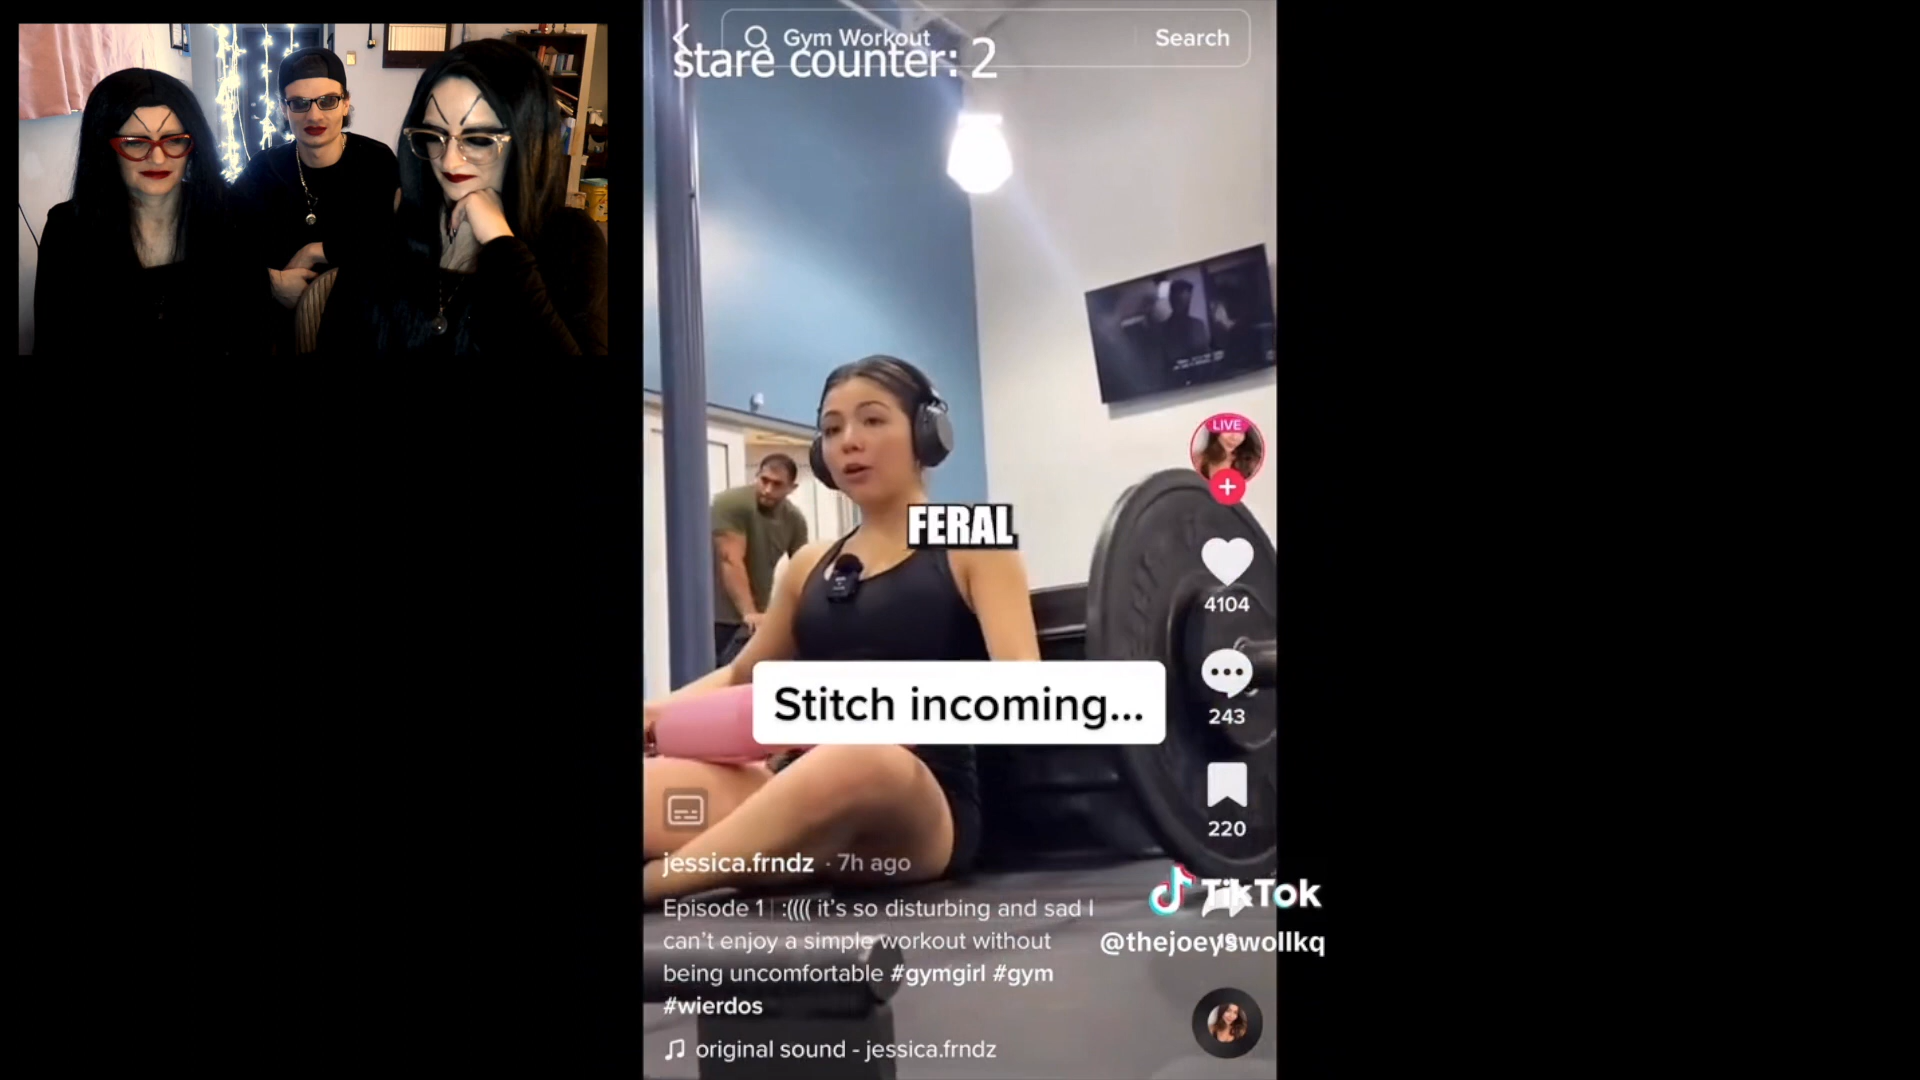 Gym Workout
Search
stare counter: 2
LIVE
FERAL
4104
Stitch incoming...
243
220
jessica.frndz · 7h ago
Episode 1 | :(((( it’s so disturbing and sad I
can’t enjoy a simple workout without
being uncomfortable #gymgirl #gym
#wierdos
TikTok
@thejoeyswollkq
original sound - jessica.frndz